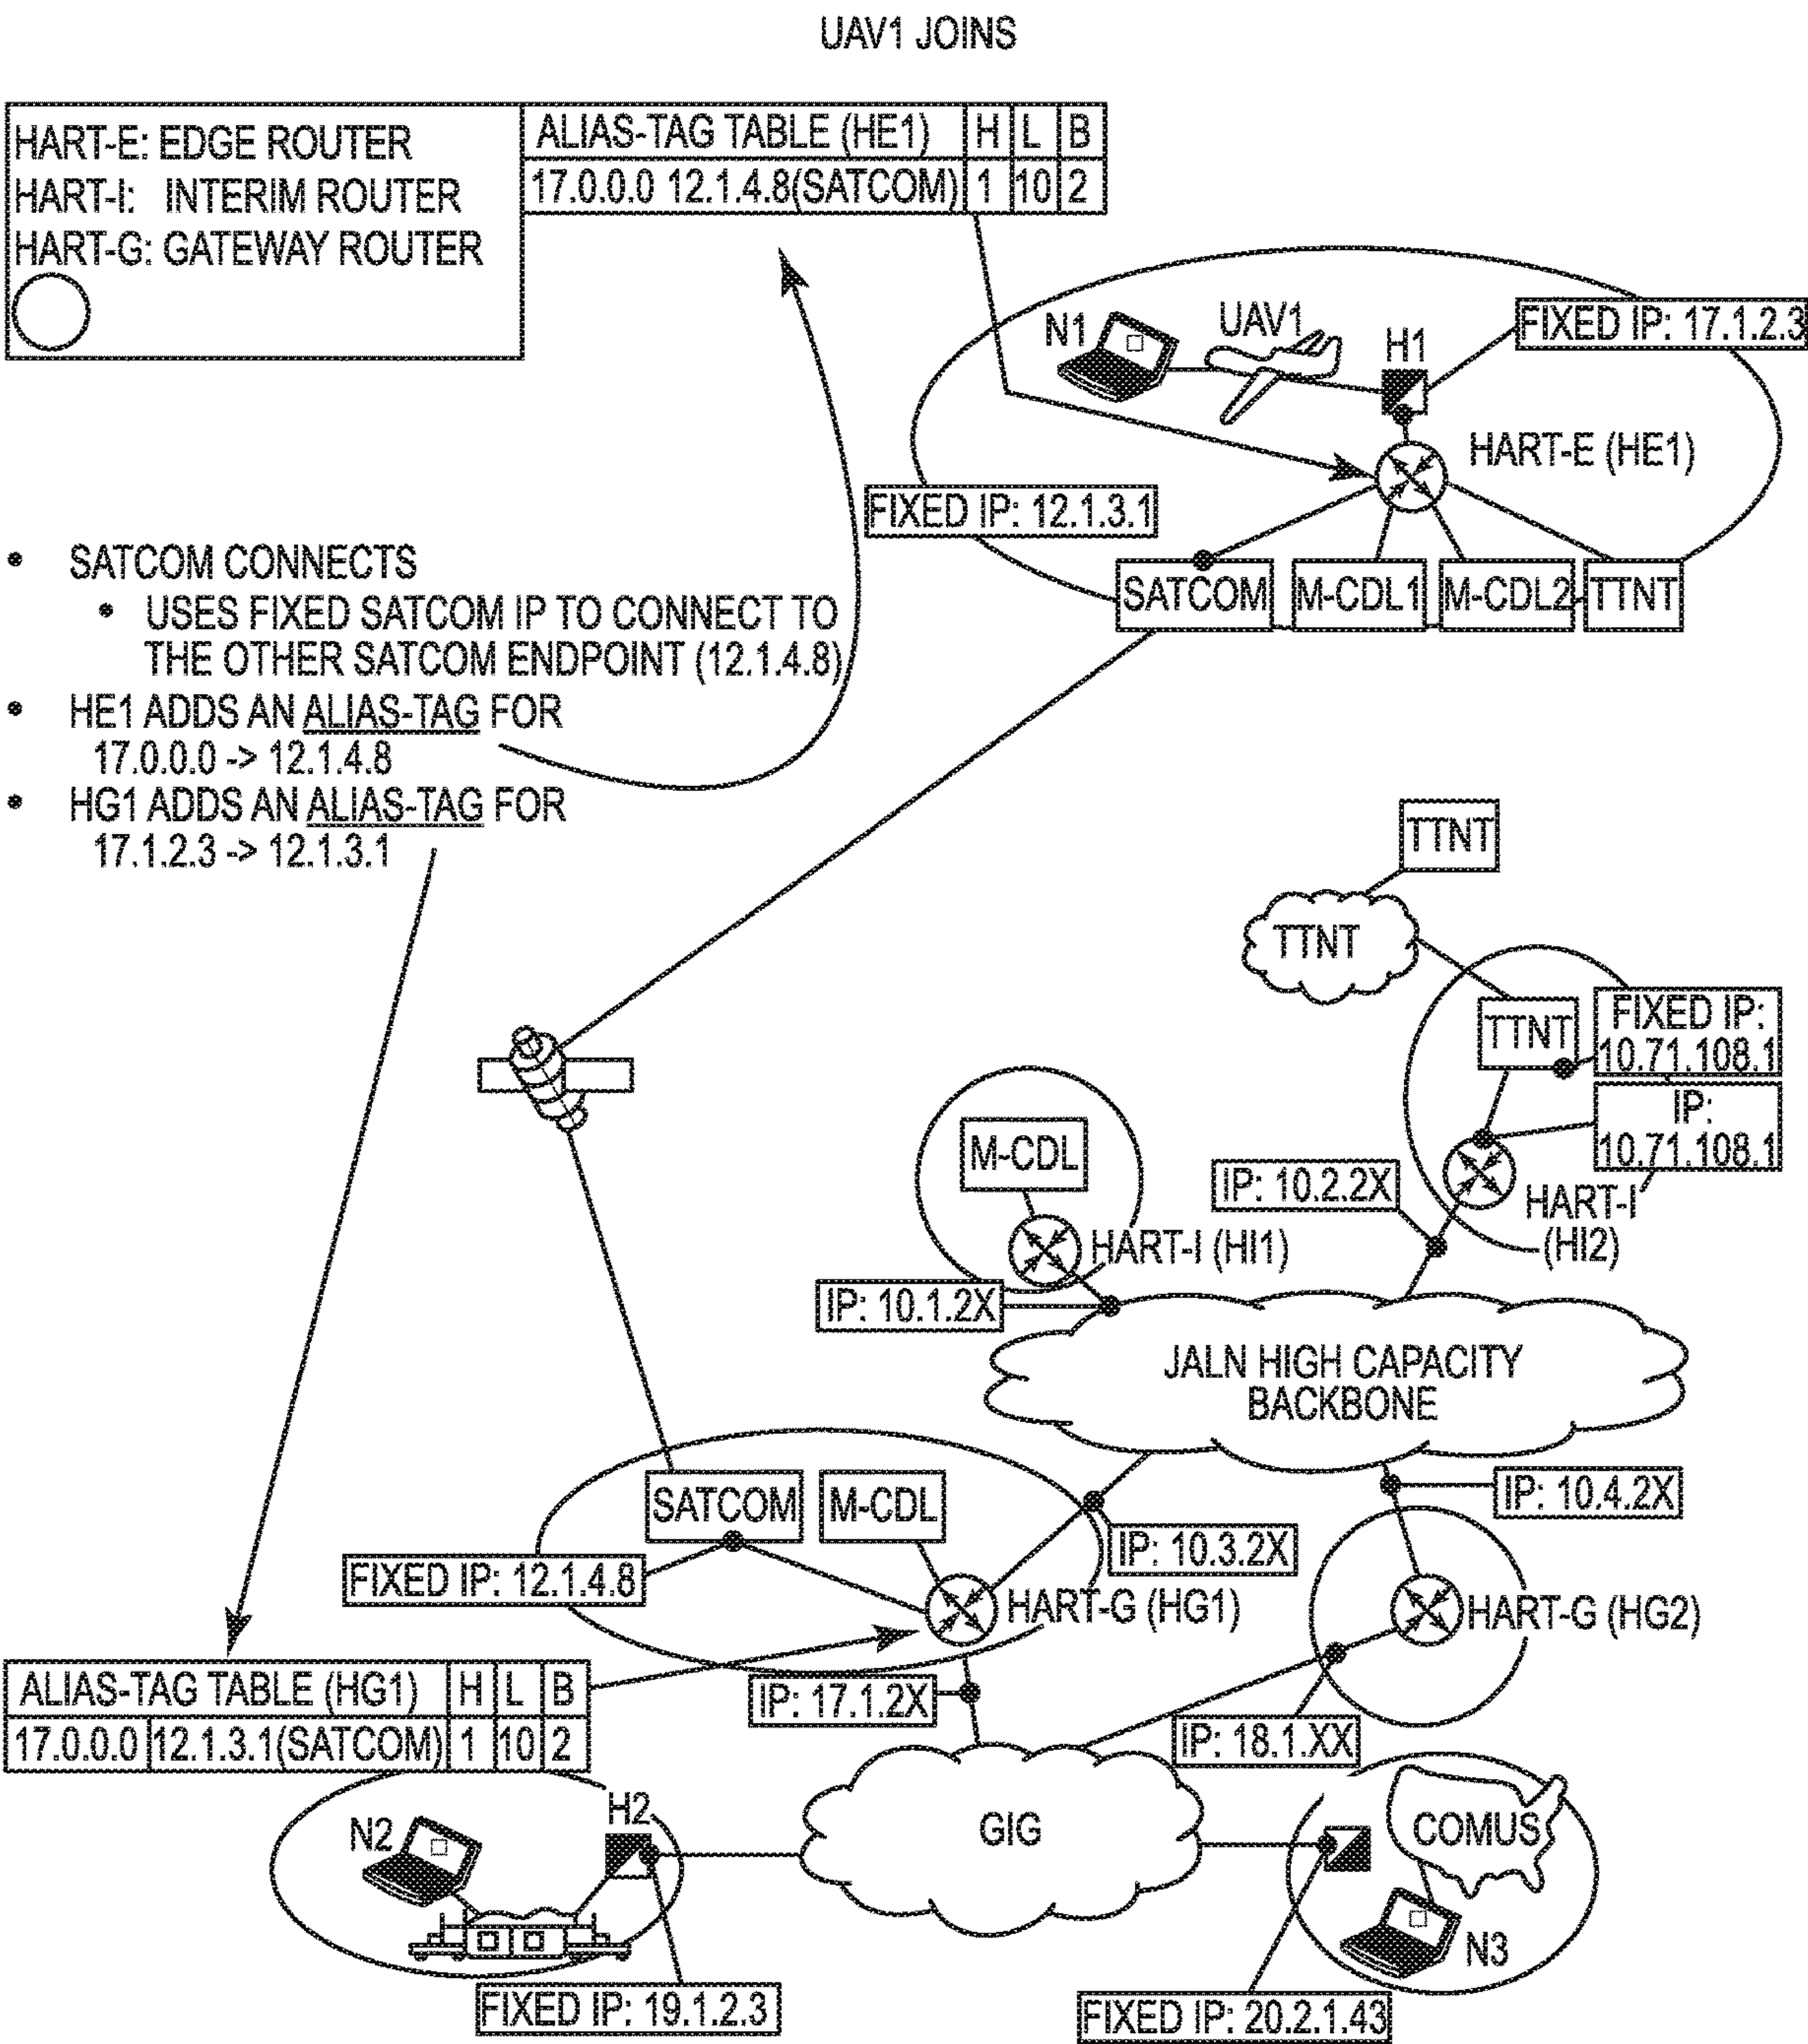 UAV1 JOINS
HART-E: EDGE ROUTER
HART-I: INTERIM ROUTER
HART-G: GATEWAY ROUTER
ALIAS-TAG TABLE (HE1) H L B
17.0.0.0 12.1.4.8(SATCOM) 1 10 2
N1
UAV1
H1
FIXED IP: 17.1.2.3
HART-E (HE1)
FIXED IP: 12.1.3.1
SATCOM
M-CDL1
M-CDL2
TTNT
• SATCOM CONNECTS
• USES FIXED SATCOM IP TO CONNECT TO
THE OTHER SATCOM ENDPOINT (12.1.4.8)
• HE1 ADDS AN ALIAS-TAG FOR
17.0.0.0 -> 12.1.4.8
• HG1 ADDS AN ALIAS-TAG FOR
17.1.2.3 -> 12.1.3.1
TTNT
TTNT
TTNT
FIXED IP:
10.71.108.1
IP:
10.71.108.1
M-CDL
IP: 10.2.2X
HART-I
(HI2)
HART-I (HI1)
IP: 10.1.2X
JALN HIGH CAPACITY
BACKBONE
SATCOM
M-CDL
IP: 10.4.2X
IP: 10.3.2X
FIXED IP: 12.1.4.8
HART-G (HG1)
HART-G (HG2)
ALIAS-TAG TABLE (HG1) H L B
17.0.0.0 12.1.3.1(SATCOM) 1 10 2
IP: 17.1.2X
IP: 18.1.XX
N2
H2
GIG
COMUS
N3
FIXED IP: 19.1.2.3
FIXED IP: 20.2.1.43